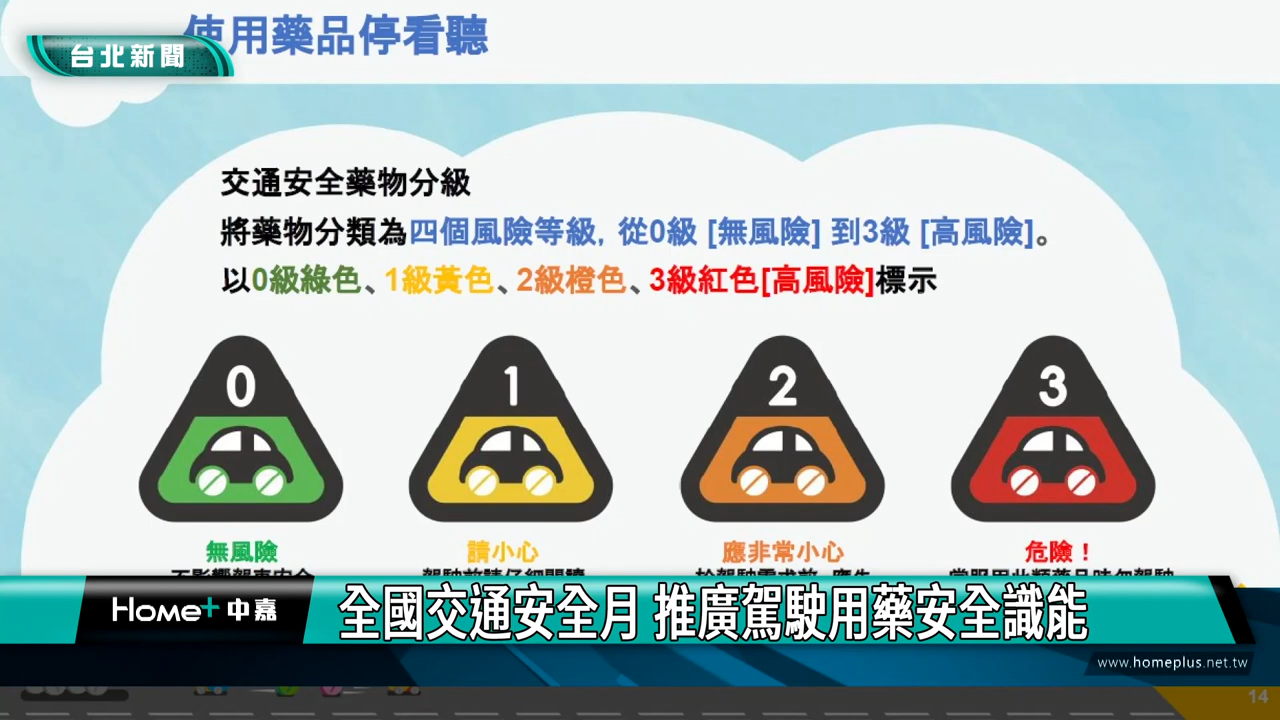 使用藥品停看聽
台北新聞
交通安全藥物分級
將藥物分類為四個風險等級, 從0級 [無風險] 到3級 [高風險]。
以0級綠色、1級黃色、2級橙色、3級紅色[高風險]標示
0 1 2 3
無風險 請小心 應非常小心 危險！
Home+中嘉
全國交通安全月 推廣駕駛用藥安全識能
www.homeplus.net.tw
14